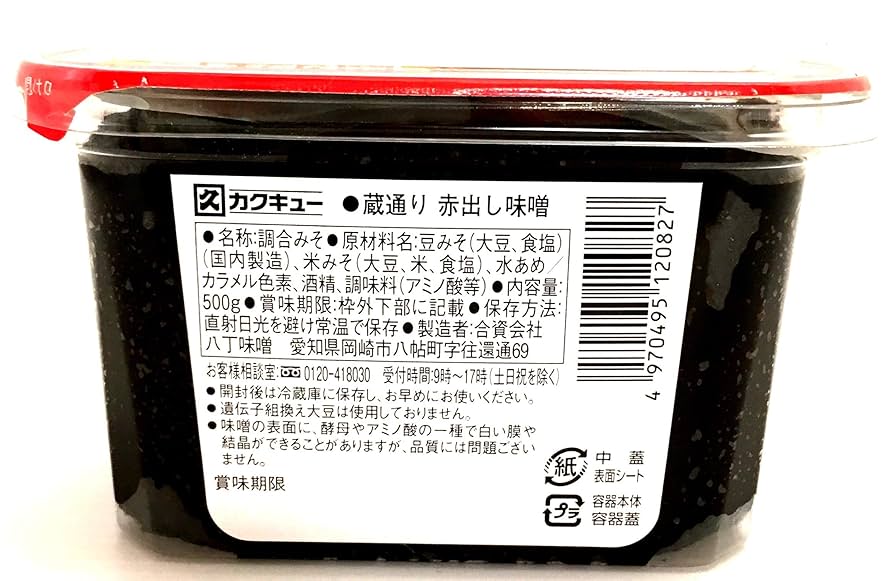 開け口
久 カクキュー ●蔵通り 赤出し味噌
●名称:調合みそ●原材料名:豆みそ(大豆、食塩)
(国内製造)、米みそ(大豆、米、食塩)、水あめ/
カラメル色素、酒精、調味料(アミノ酸等)●内容量:
500g●賞味期限:枠外下部に記載●保存方法:
直射日光を避け常温で保存●製造者:合資会社
八丁味噌 愛知県岡崎市八帖町字往還通69
お客様相談室:0120-418030 受付時間:9時~17時(土日祝を除く)
●開封後は冷蔵庫に保存し、お早めにお使いください。
●遺伝子組換え大豆は使用しておりません。
●味噌の表面に、酵母やアミノ酸の一種で白い膜や
結晶ができることがありますが、品質には問題ござい
ません。
賞味期限
4 970495 120827
紙 中蓋
表面シート
プラ 容器本体
容器蓋